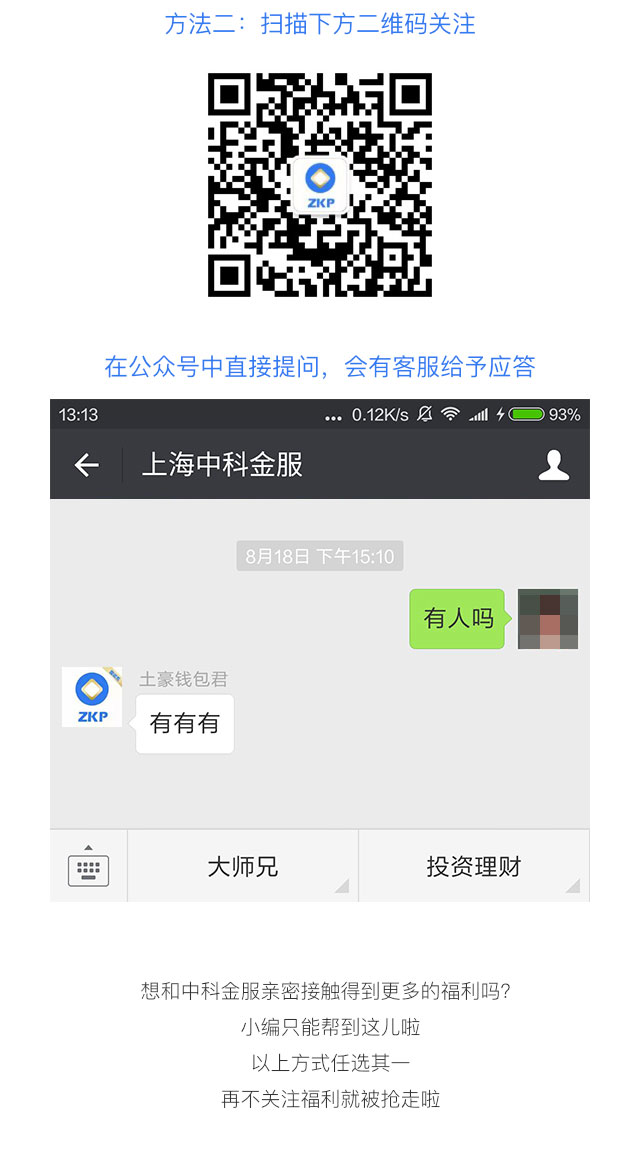 方法二：扫描下方二维码关注
ZKP
在公众号中直接提问，会有客服给予应答
13:13 ... 0.12K/s 93%
上海中科金服
8月18日 下午15:10
有人吗
土豪钱包君
ZKP
有有有
大师兄 投资理财
想和中科金服亲密接触得到更多的福利吗？
小编只能帮到这儿啦
以上方式任选其一
再不关注福利就被抢走啦